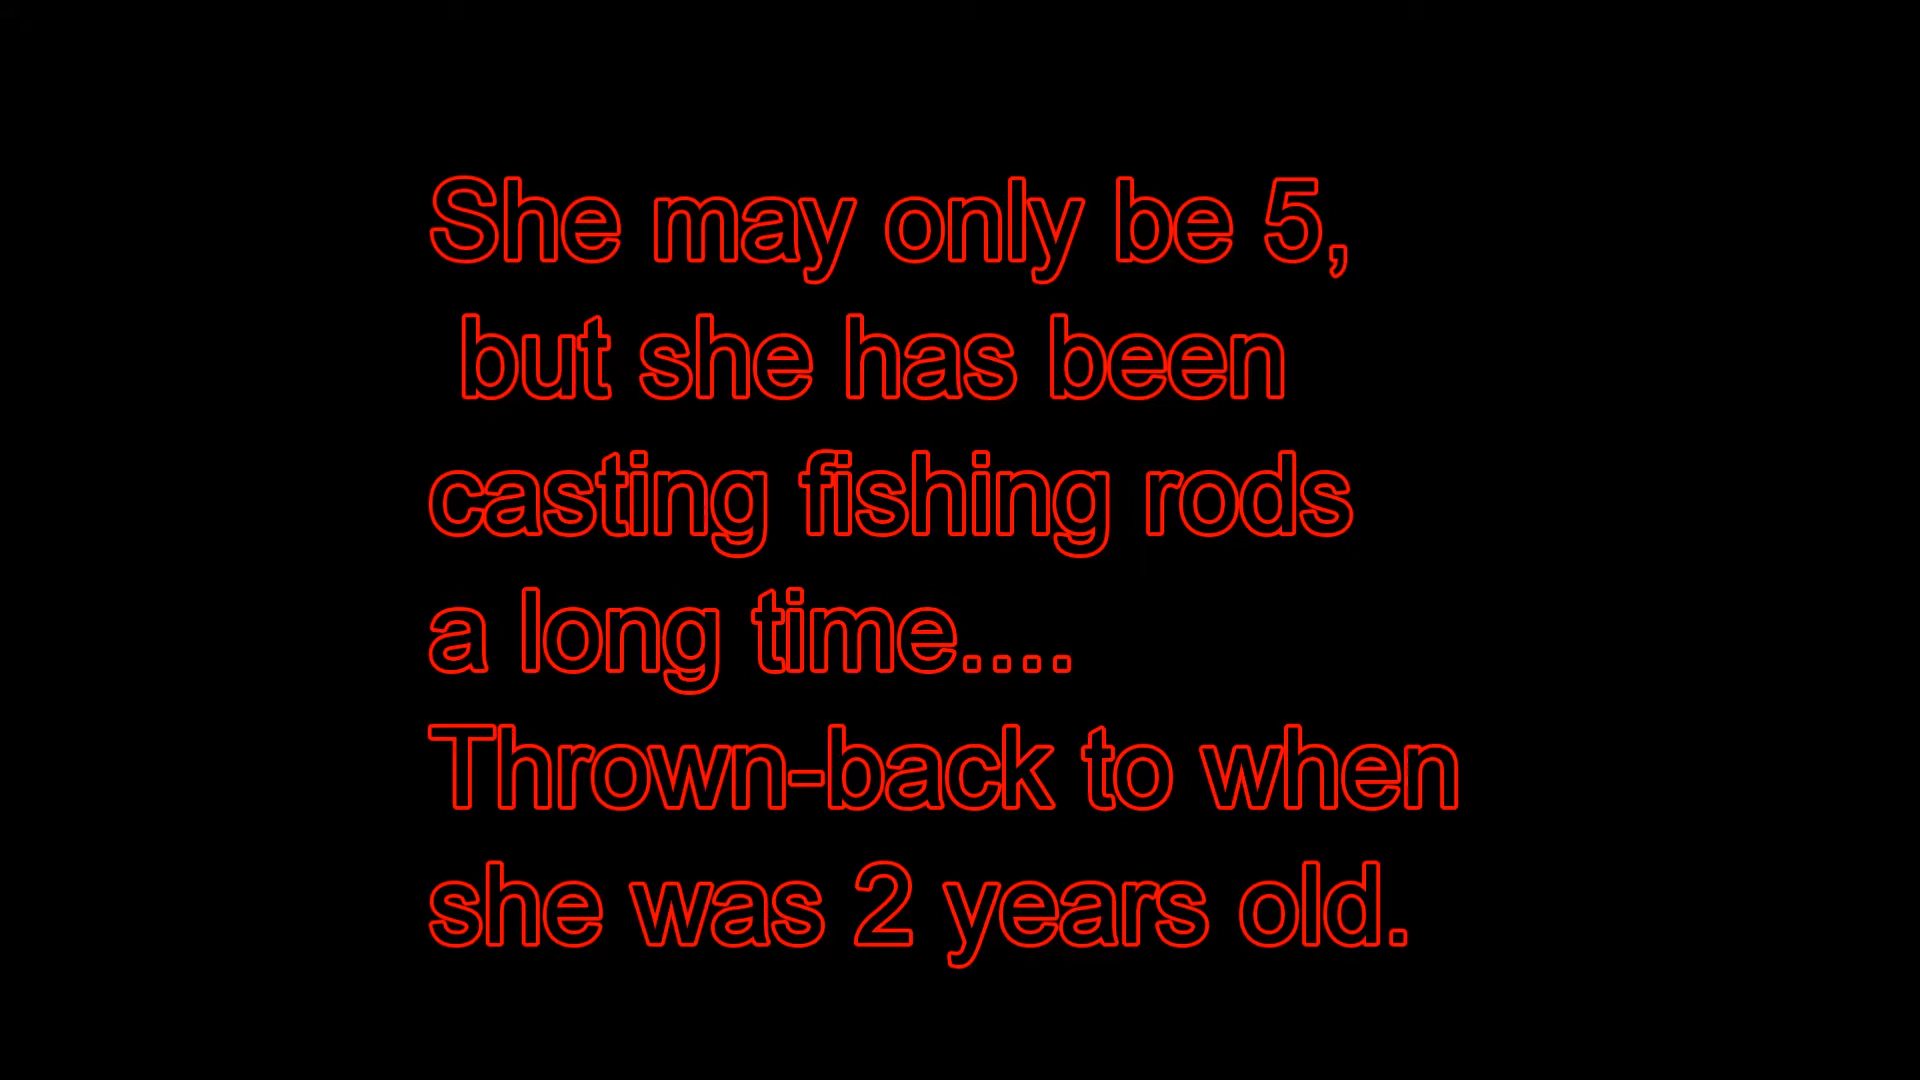 She may only be 5,
but she has been
casting fishing rods
a long time....
Thrown-back to when
she was 2 years old.